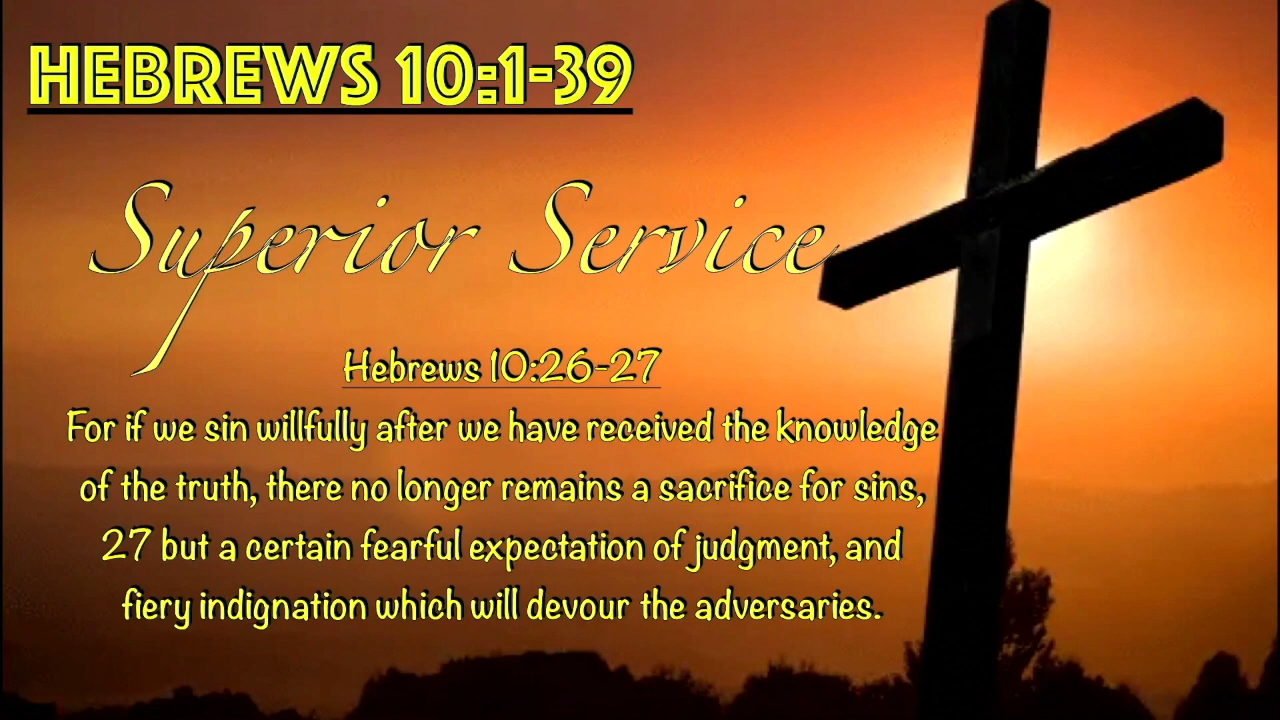 HEBREWS 10:1-39
Superior Service
Hebrews 10:26-27
For if we sin willfully after we have received the knowledge
of the truth, there no longer remains a sacrifice for sins,
27 but a certain fearful expectation of judgment, and
fiery indignation which will devour the adversaries.